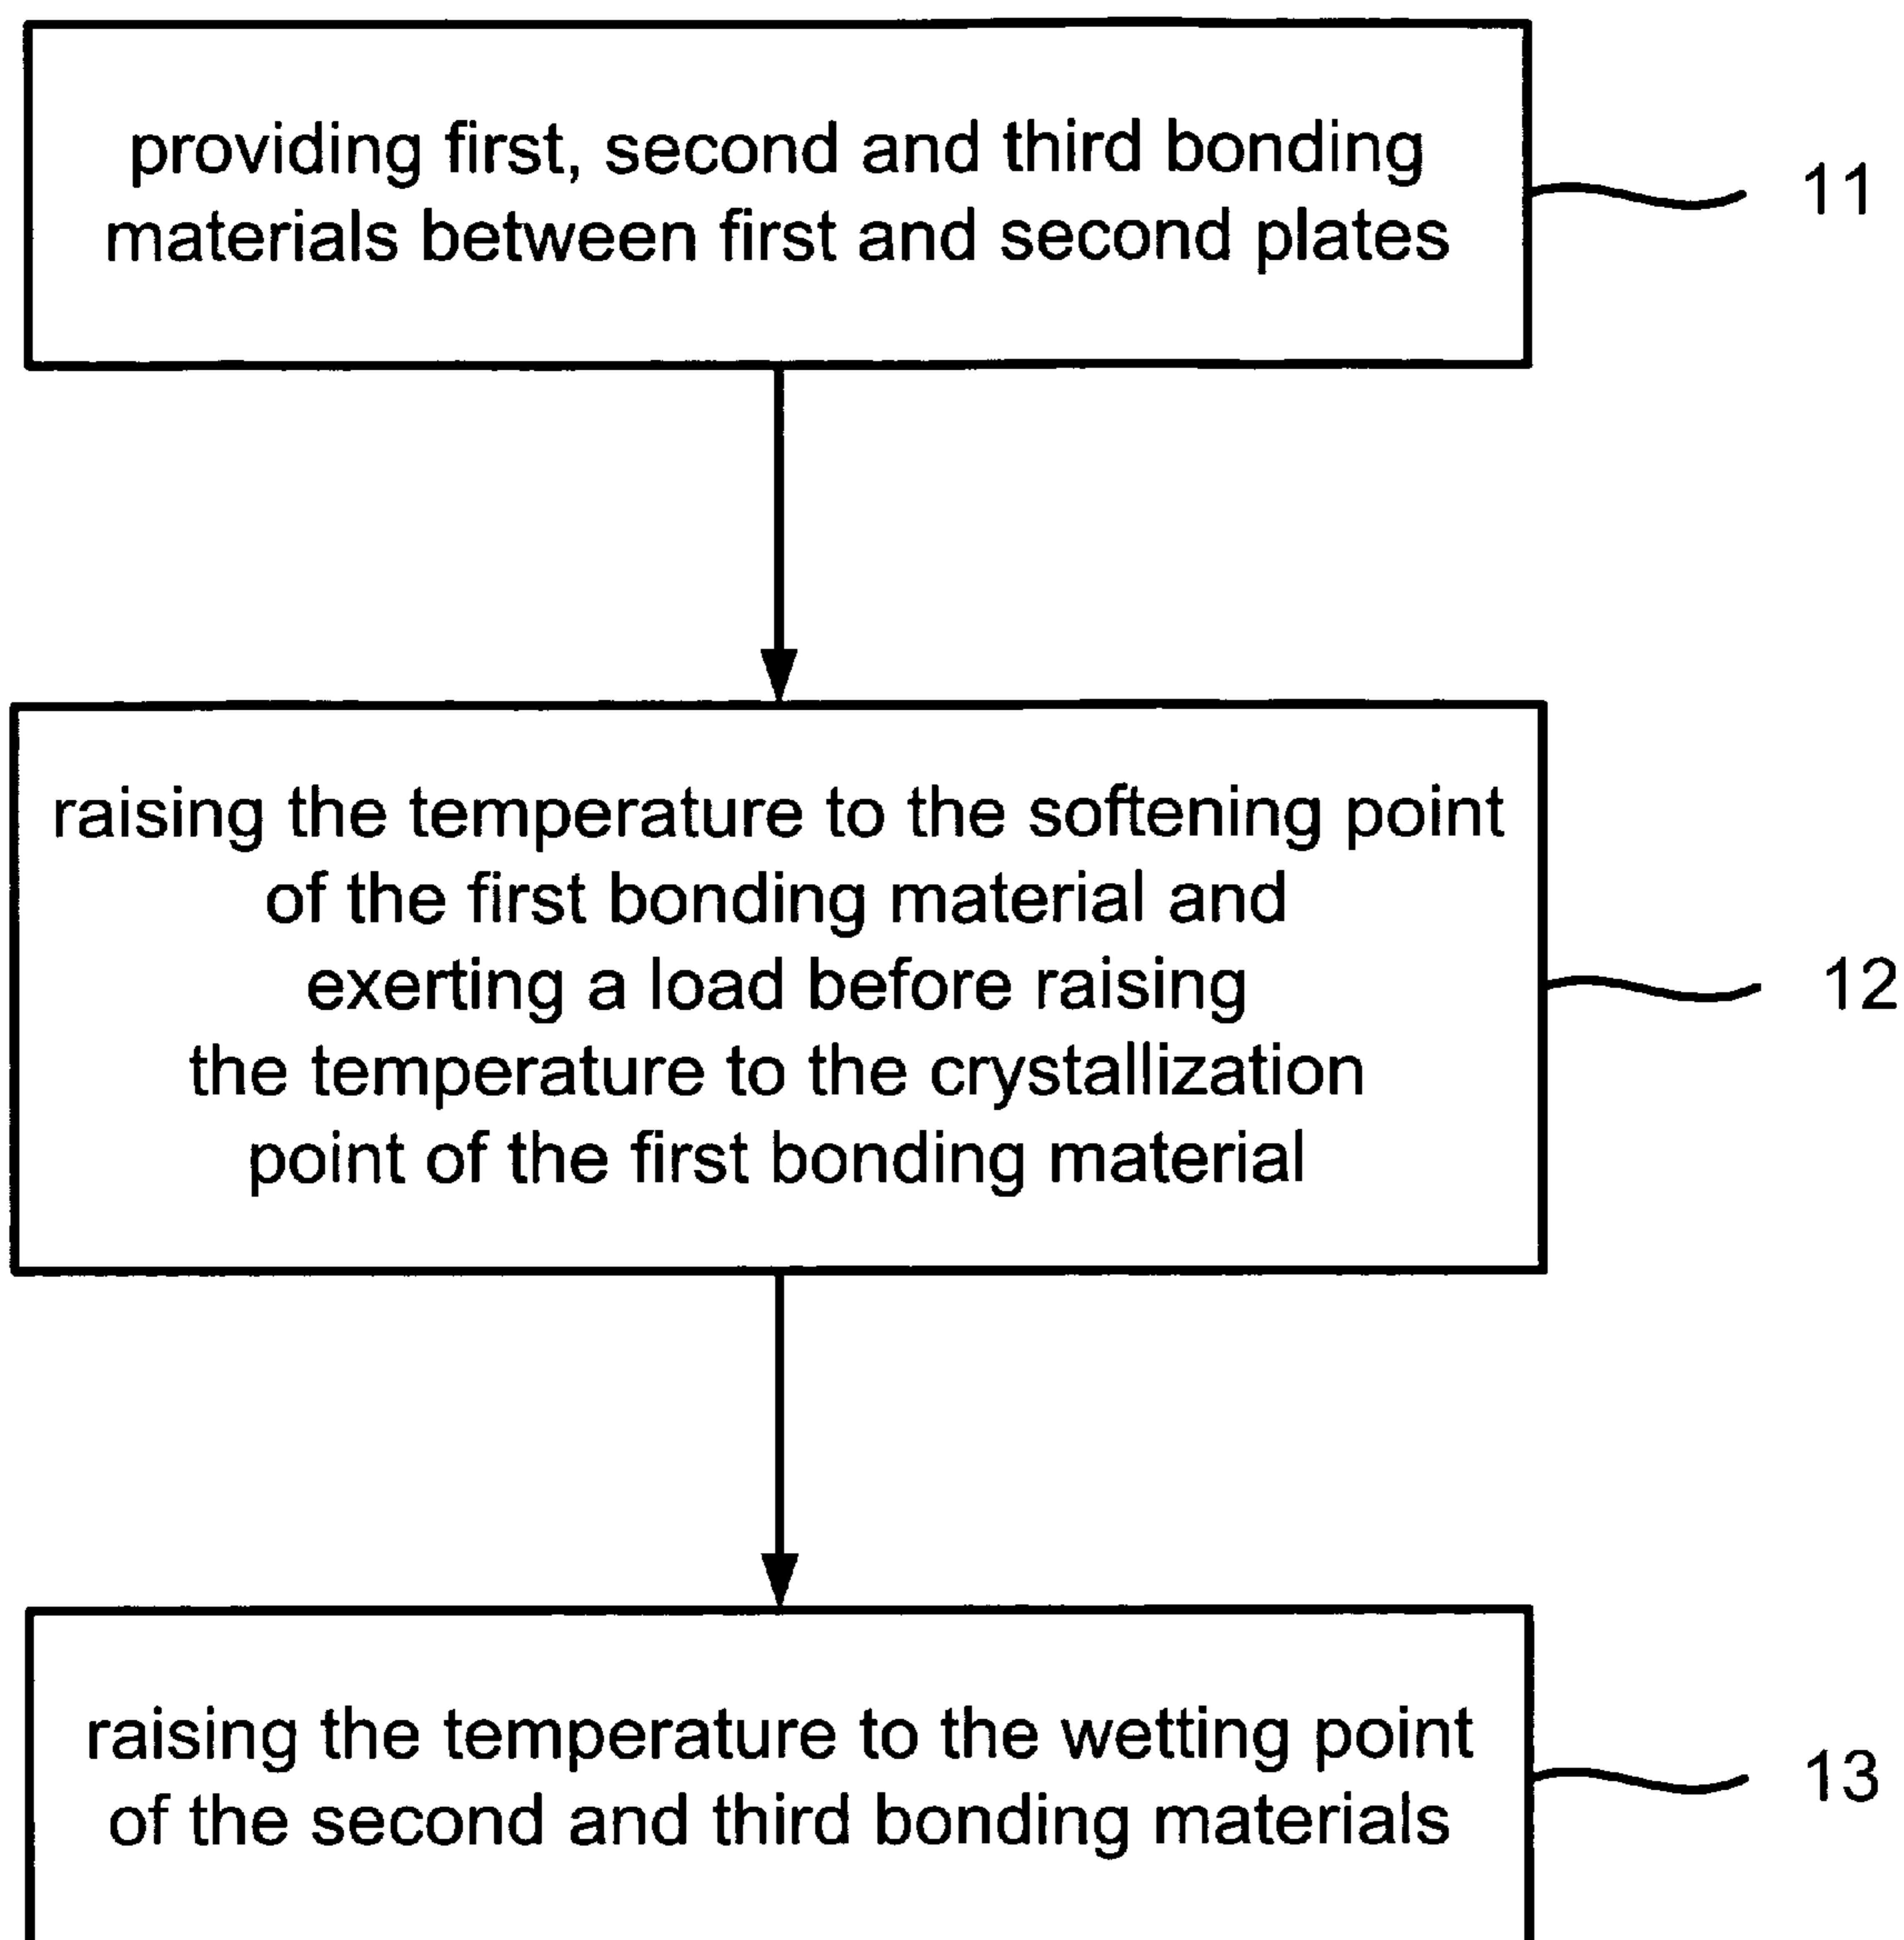 providing first, second and third bonding
materials between first and second plates
11
raising the temperature to the softening point
of the first bonding material and
exerting a load before raising
the temperature to the crystallization
point of the first bonding material
12
raising the temperature to the wetting point
of the second and third bonding materials
13